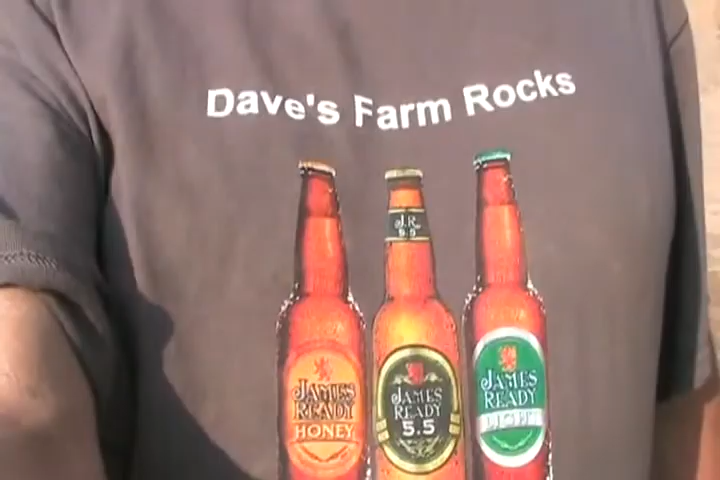 Dave's Farm Rocks
J.R.
5.5
JAMES
READY
HONEY
JAMES
READY
5.5
JAMES
READY
LIGHT